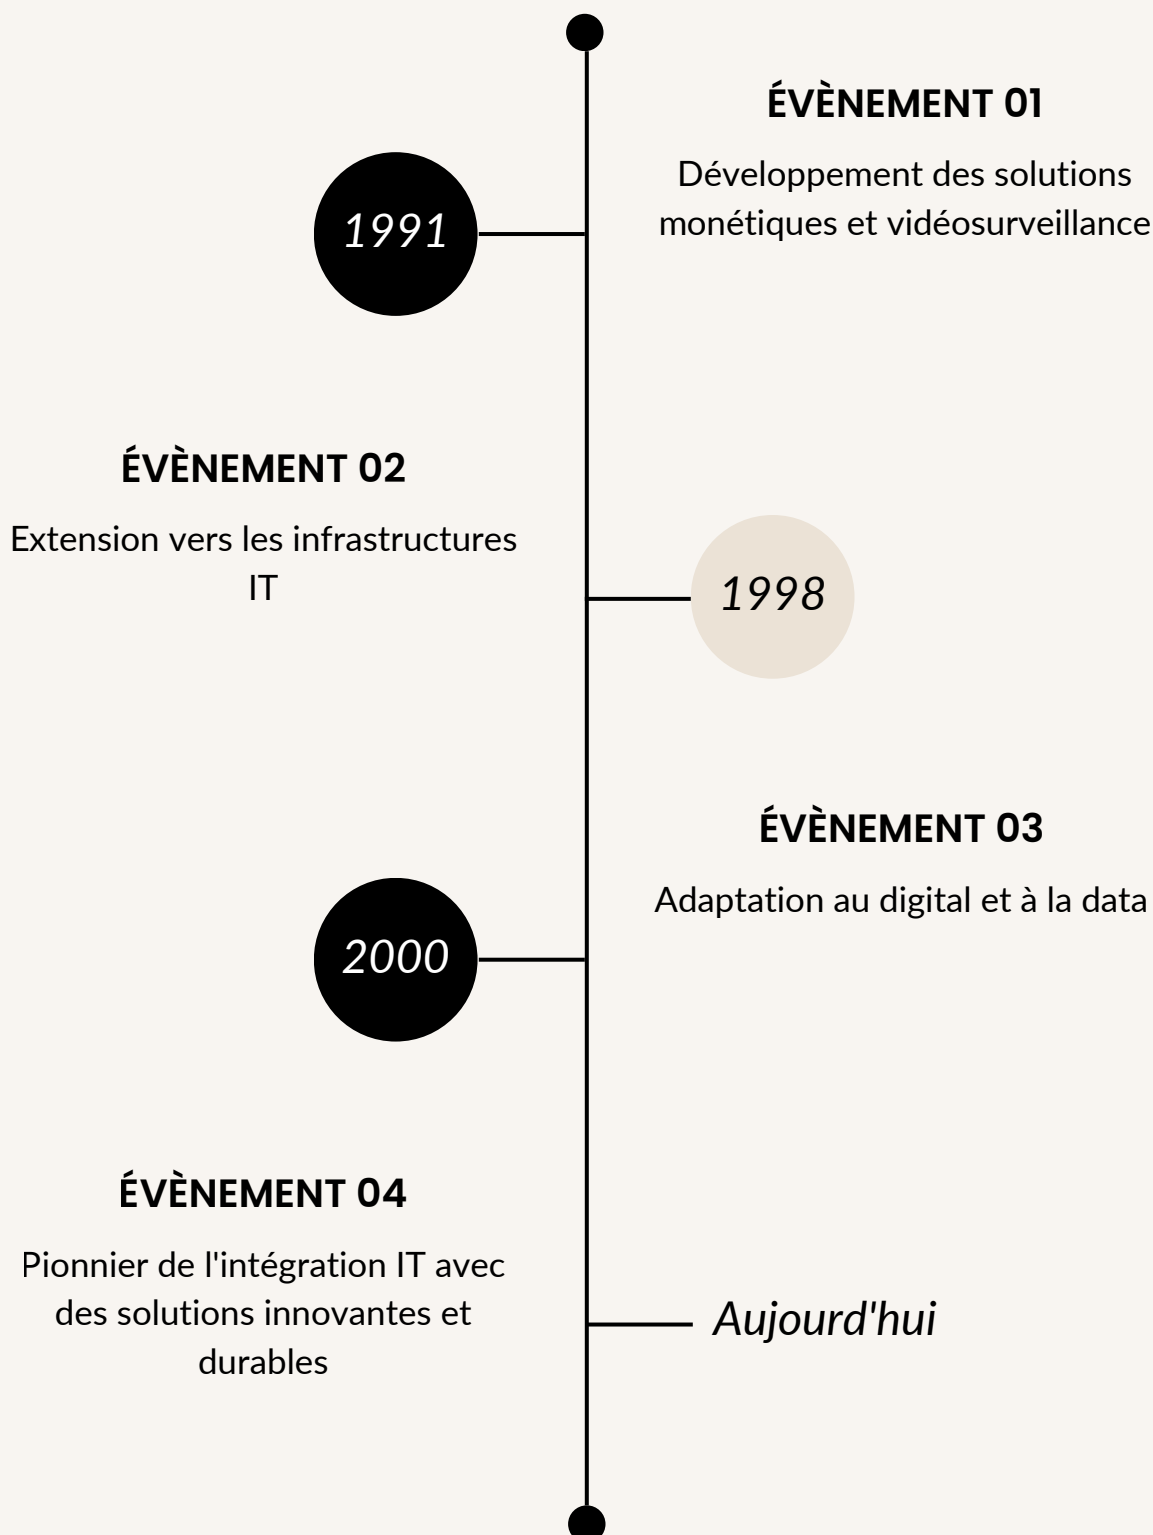 ÉVÈNEMENT 01
Développement des solutions
monétiques et vidéosurveillance
1991
ÉVÈNEMENT 02
Extension vers les infrastructures
IT
1998
ÉVÈNEMENT 03
Adaptation au digital et à la data
2000
ÉVÈNEMENT 04
Pionnier de l'intégration IT avec
des solutions innovantes et
durables
Aujourd'hui